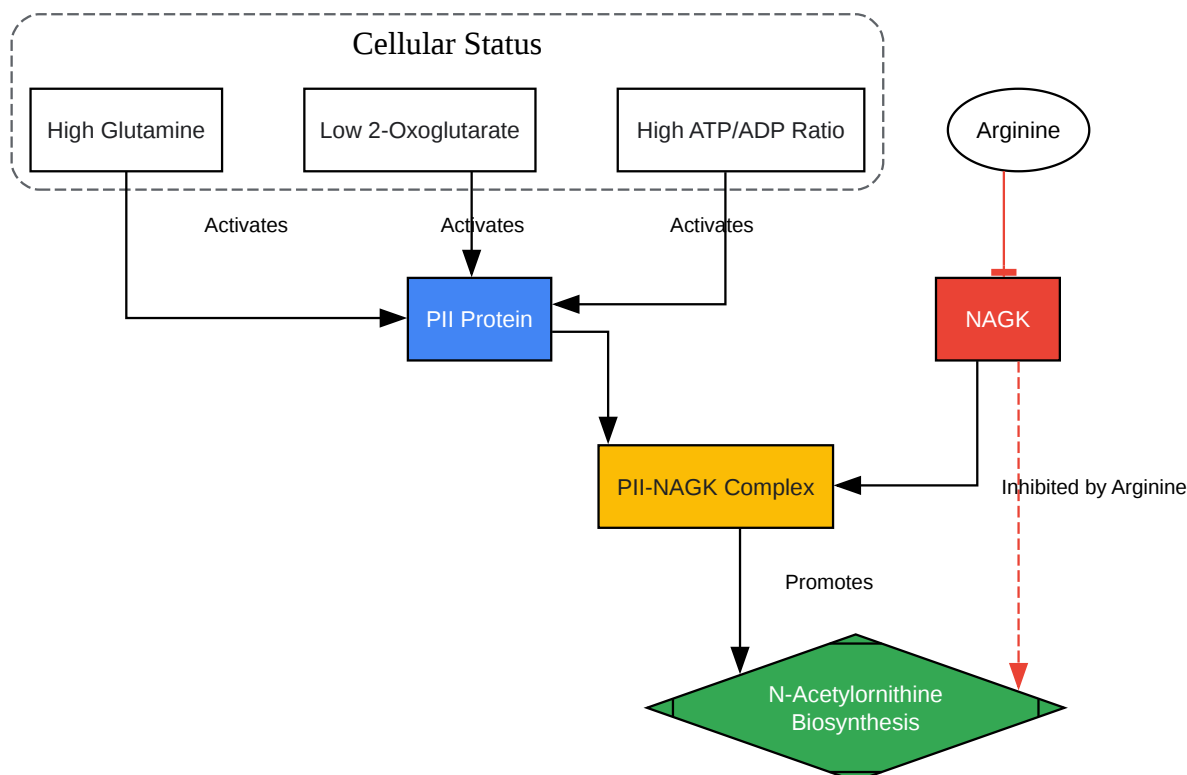 Cellular Status
High Glutamine
Low 2-Oxoglutarate
High ATP/ADP Ratio
Arginine
Activates
Activates
Activates
PII Protein
NAGK
PII-NAGK Complex
Inhibited by Arginine
Promotes
N-Acetylornithine
Biosynthesis